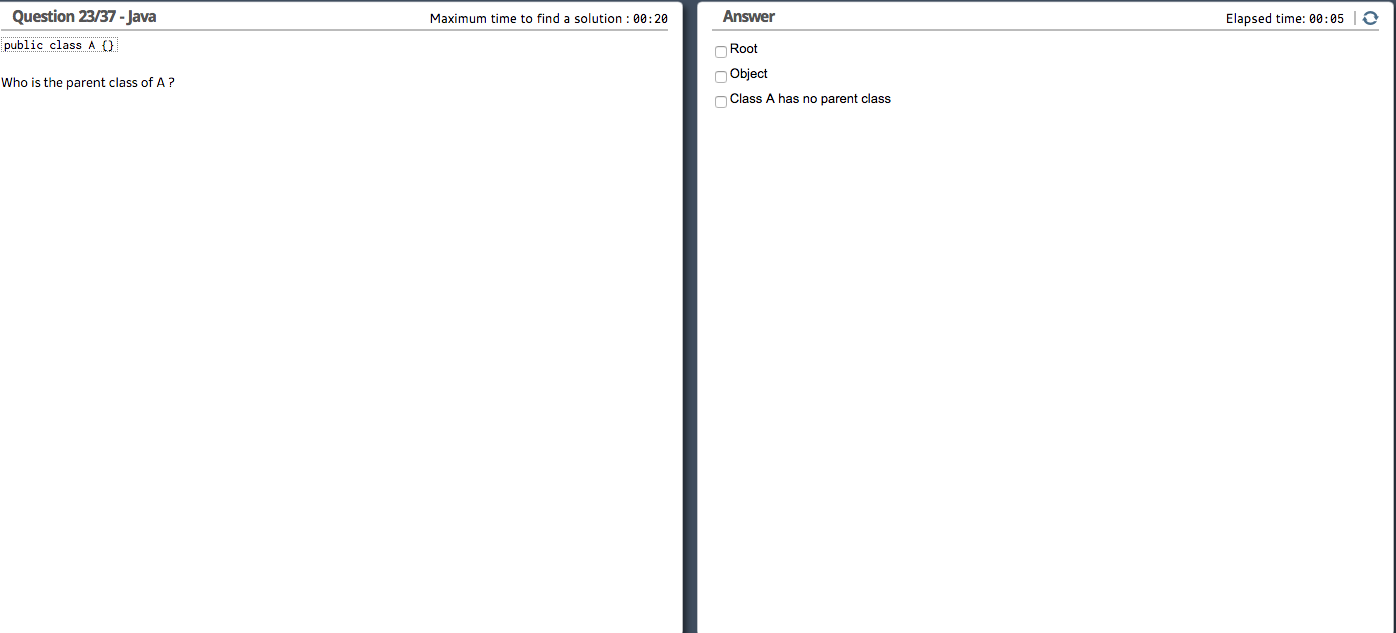 Question 23/37 - Java
Maximum time to find a solution : 00:20
public class A {}
Who is the parent class of A ?
Answer
Elapsed time: 00:05
Root
Object
Class A has no parent class